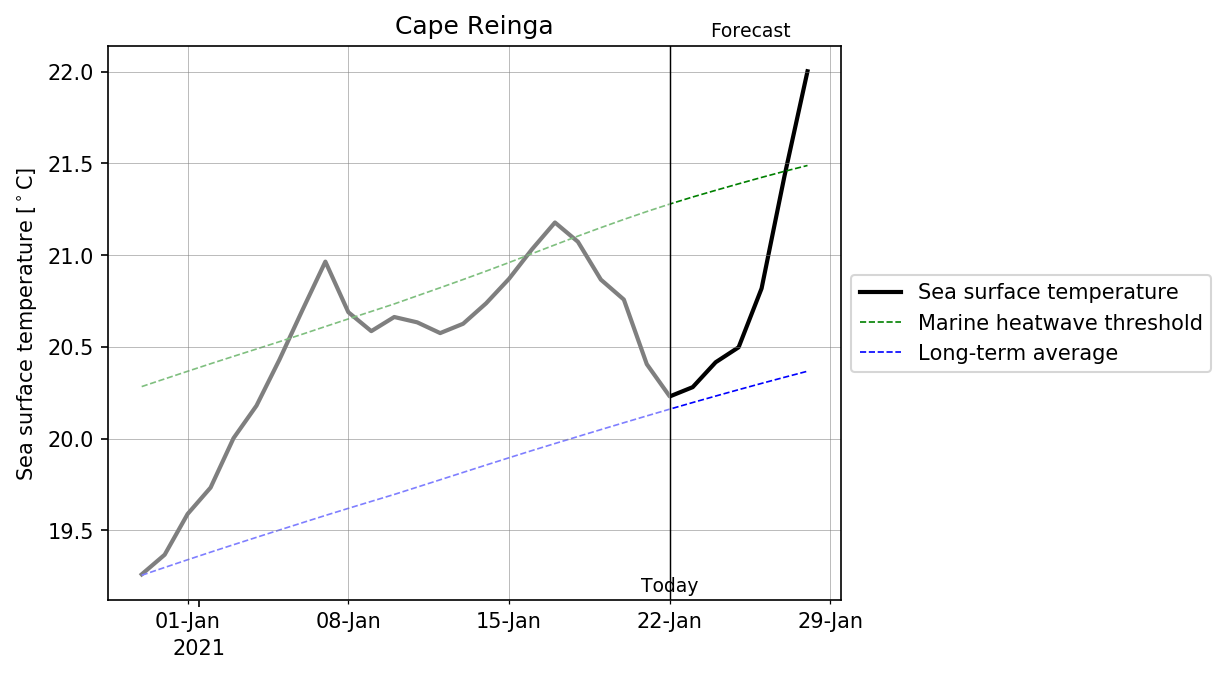 Cape Reinga
Forecast
Sea surface temperature [°C]
22.0
21.5
21.0
20.5
20.0
19.5
Today
01-Jan 08-Jan 15-Jan 22-Jan 29-Jan
2021
Sea surface temperature
Marine heatwave threshold
Long-term average